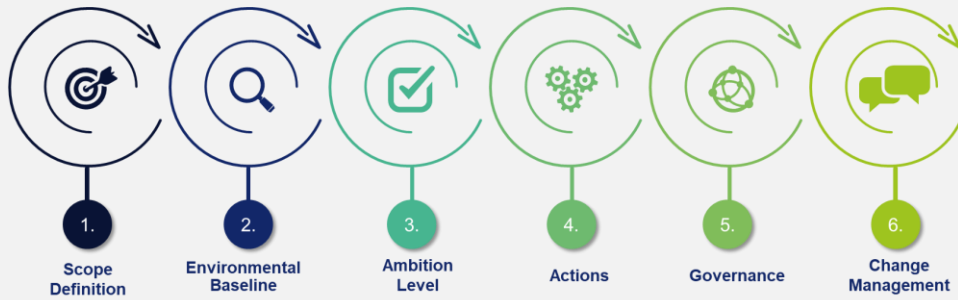 1.
Scope
Definition
2.
Environmental
Baseline
3.
Ambition
Level
4.
Actions
5.
Governance
6.
Change
Management